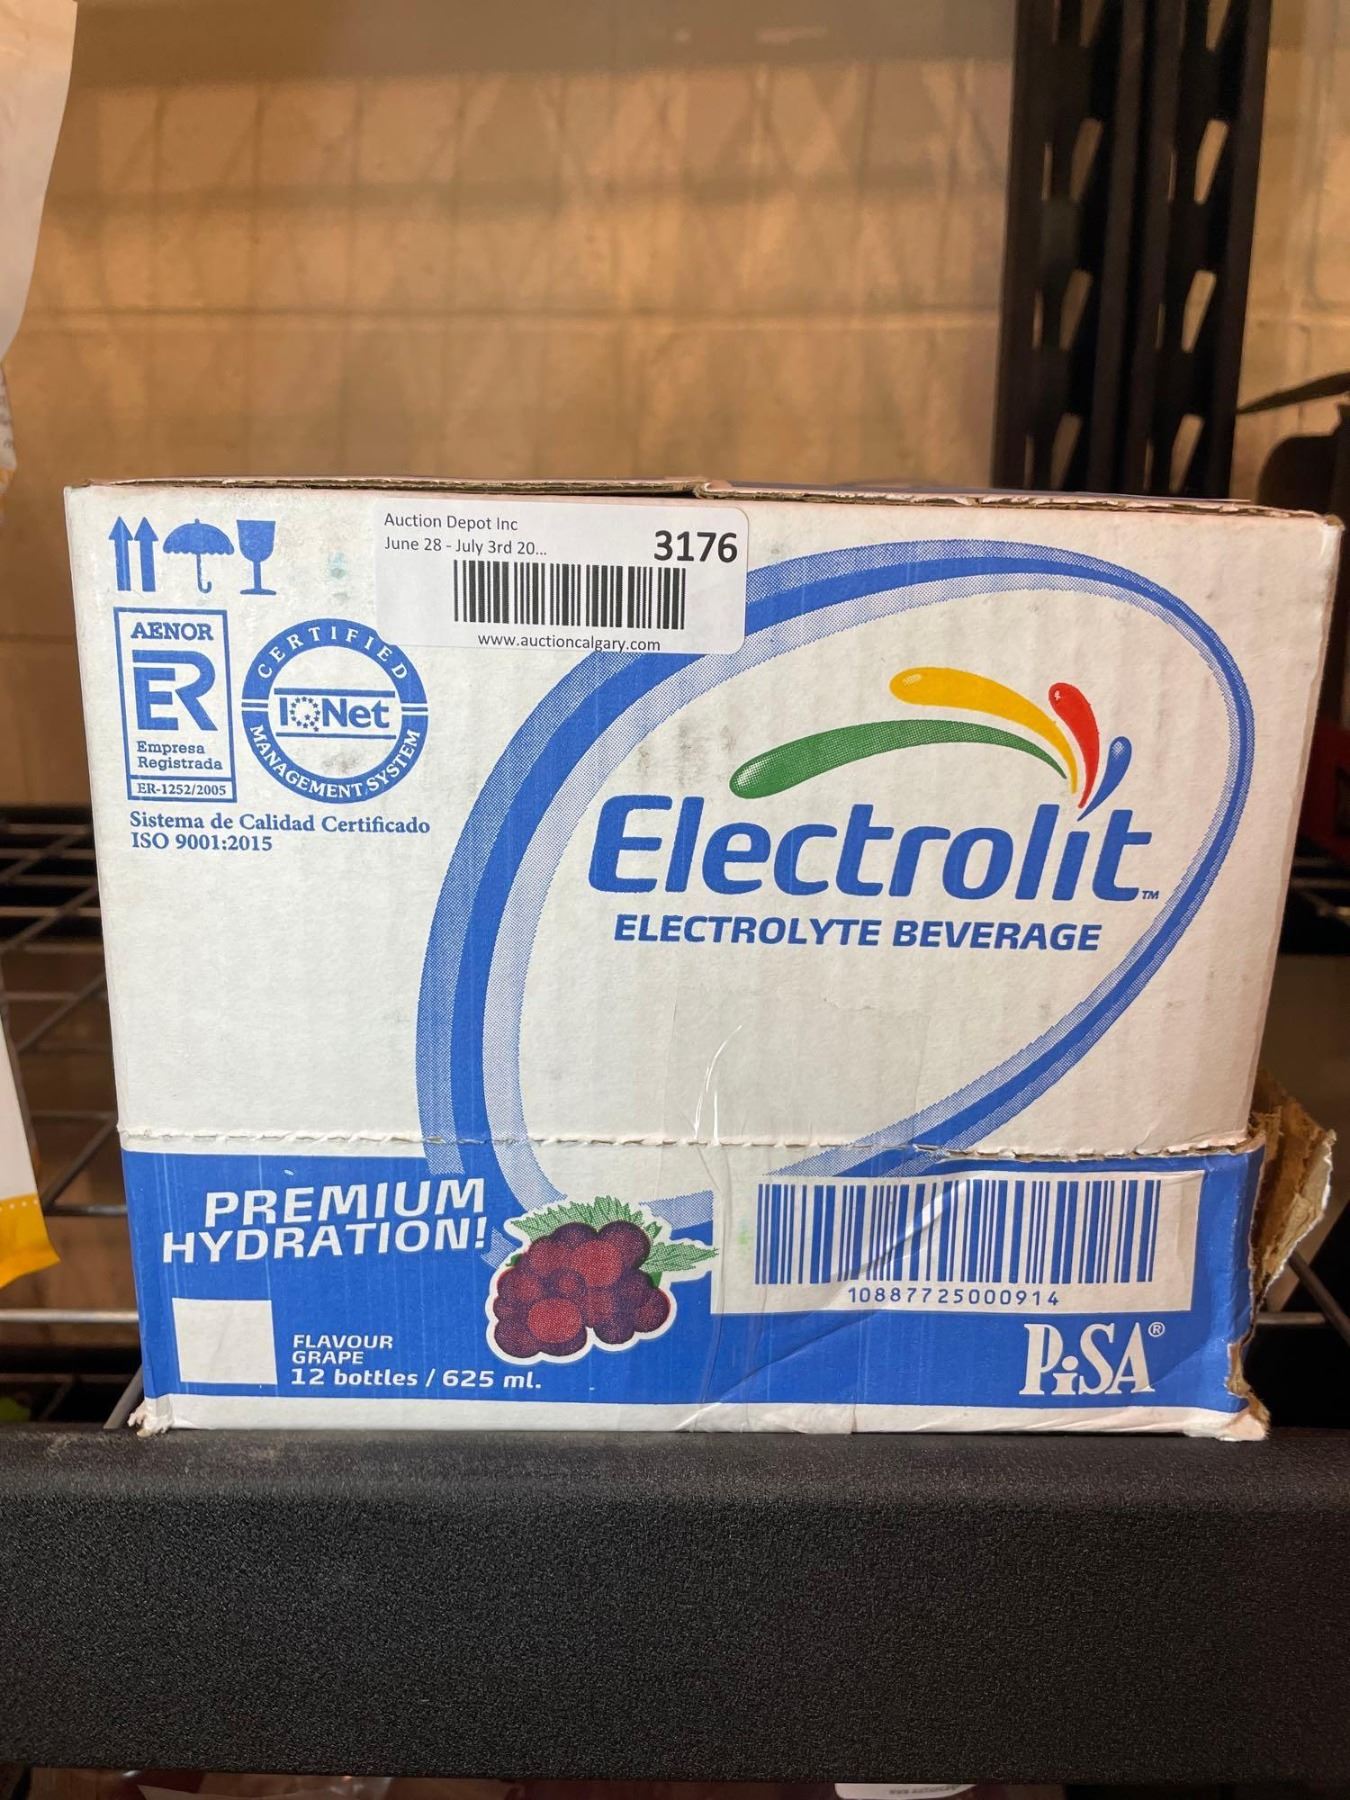 Auction Depot Inc
June 28 - July 3rd 20...
3176
www.auctioncalgary.com
AENOR
ER
Empresa
Registrada
ER-1252/2005
CERTIFIED
IQNet
MANAGEMENT SYSTEM
Sistema de Calidad Certificado
ISO 9001:2015
Electrolit™
ELECTROLYTE BEVERAGE
PREMIUM
HYDRATION!
FLAVOUR
GRAPE
12 bottles / 625 ml.
10887725000914
PiSA®